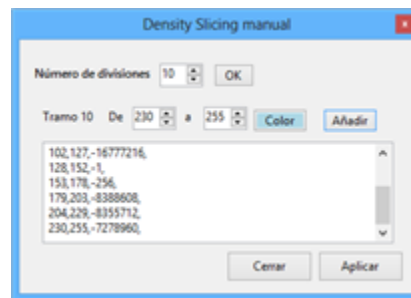 Density Slicing manual
Número de divisiones 10 OK
Tramo 10 De 230 a 255 Color Añadir
102,127,-16777216,
128,152,-1,
153,178,-256,
179,203,-8388608,
204,229,-8355712,
230,255,-7278960,
Cerrar Aplicar